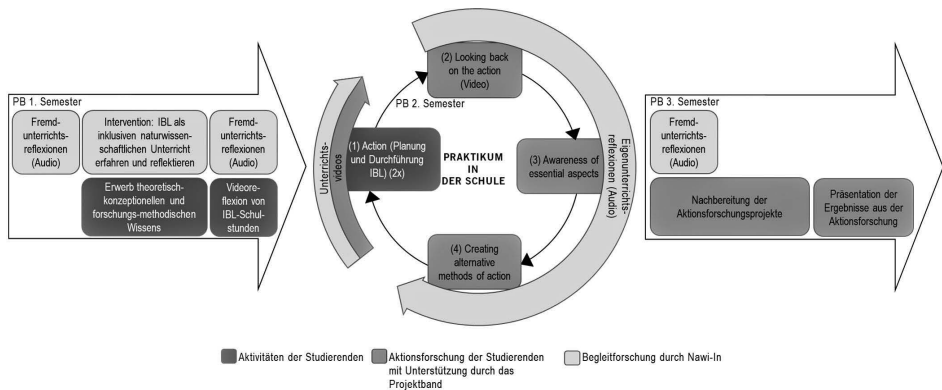 PB 1. Semester
Fremd-
unterrichts-
reflexionen
(Audio)
Intervention: IBL als
inklusiven naturwissen-
schaftlichen Unterricht
erfahren und reflektieren
Fremd-
unterrichts-
reflexionen
(Audio)
Erwerb theoretisch-
konzeptionellen und
forschungs-methodischen
Wissens
Videore-
flexion von
IBL-Schul-
stunden
Unterrichts-
videos
PB 2. Semester
(1) Action (Planung
und Durchführung
IBL) (2x)
(2) Looking back
on the action
(Video)
PRAKTIKUM
IN
DER SCHULE
(3) Awareness of
essential aspects
(4) Creating
alternative
methods of action
Eigenunterrichts-
reflexionen (Audio)
PB 3. Semester
Fremd-
unterrichts-
reflexionen
(Audio)
Nachbereitung der
Aktionsforschungsprojekte
Präsentation der
Ergebnisse aus der
Aktionsforschung
Aktivitäten der Studierenden
Aktionsforschung der Studierenden
mit Unterstützung durch das
Projektband
Begleitforschung durch Nawi-In